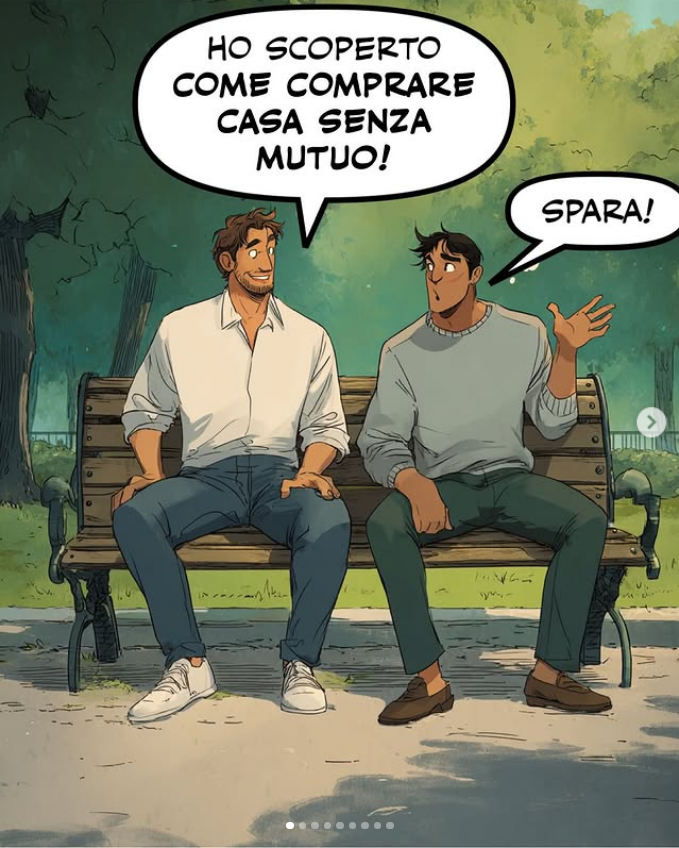 HO SCOPERTO
COME COMPRARE
CASA SENZA
MUTUO!
SPARA!